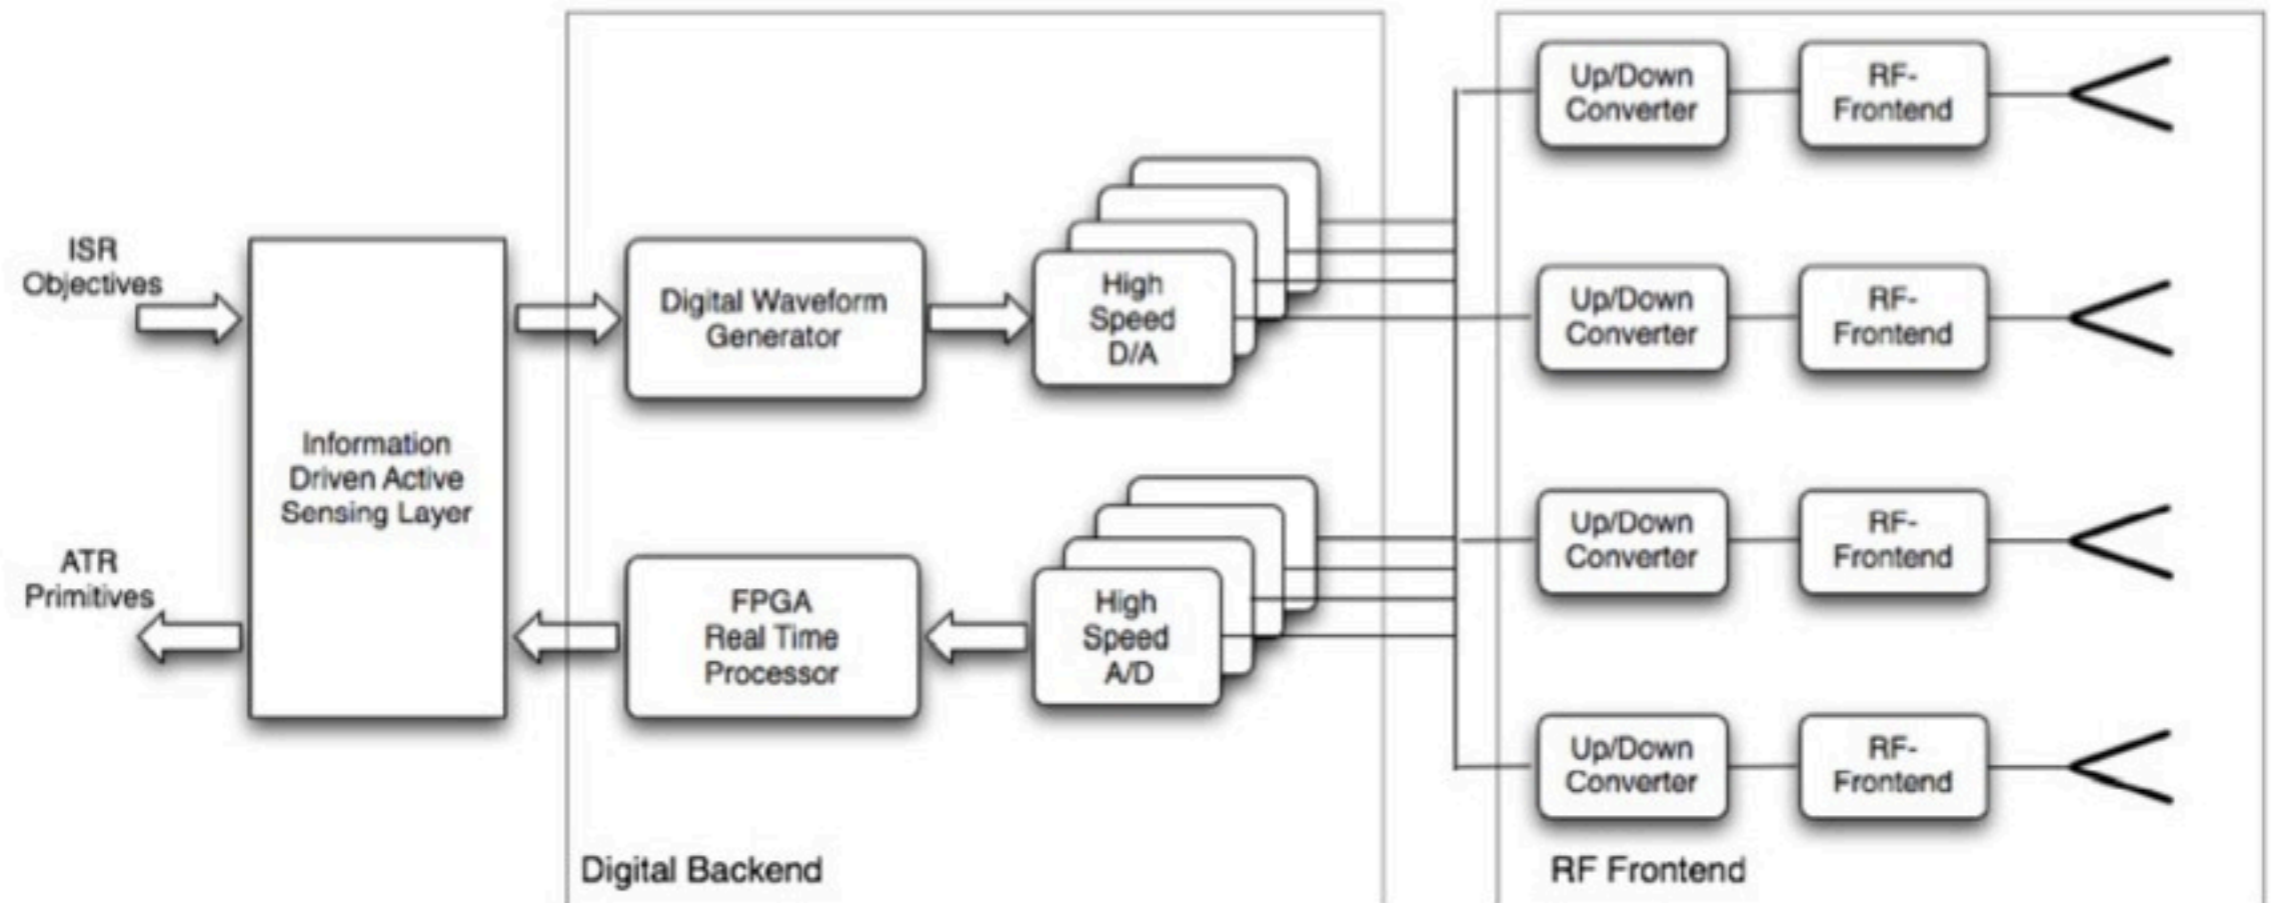 ISR
Objectives
ATR
Primitives
Information
Driven Active
Sensing Layer
Digital Waveform
Generator
High
Speed
D/A
FPGA
Real Time
Processor
High
Speed
A/D
Digital Backend
Up/Down
Converter
RF-
Frontend
Up/Down
Converter
RF-
Frontend
Up/Down
Converter
RF-
Frontend
Up/Down
Converter
RF-
Frontend
RF Frontend